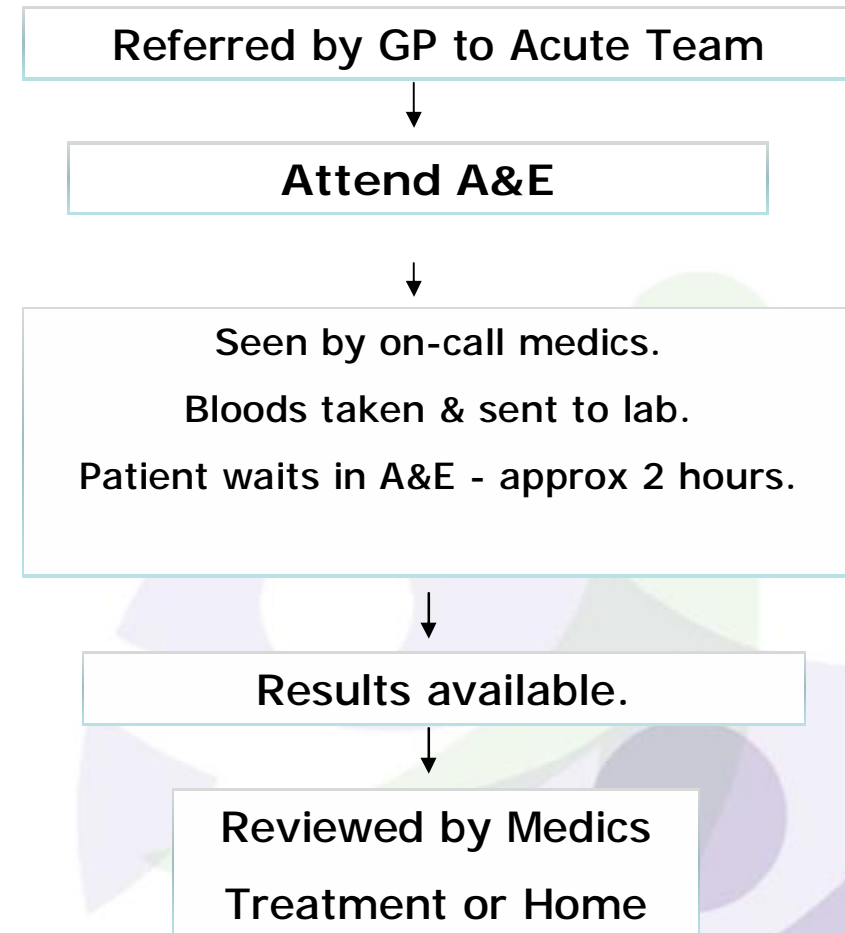 Referred by GP to Acute Team
Attend A&E
Seen by on-call medics.
Bloods taken & sent to lab.
Patient waits in A&E - approx 2 hours.
Results available.
Reviewed by Medics
Treatment or Home